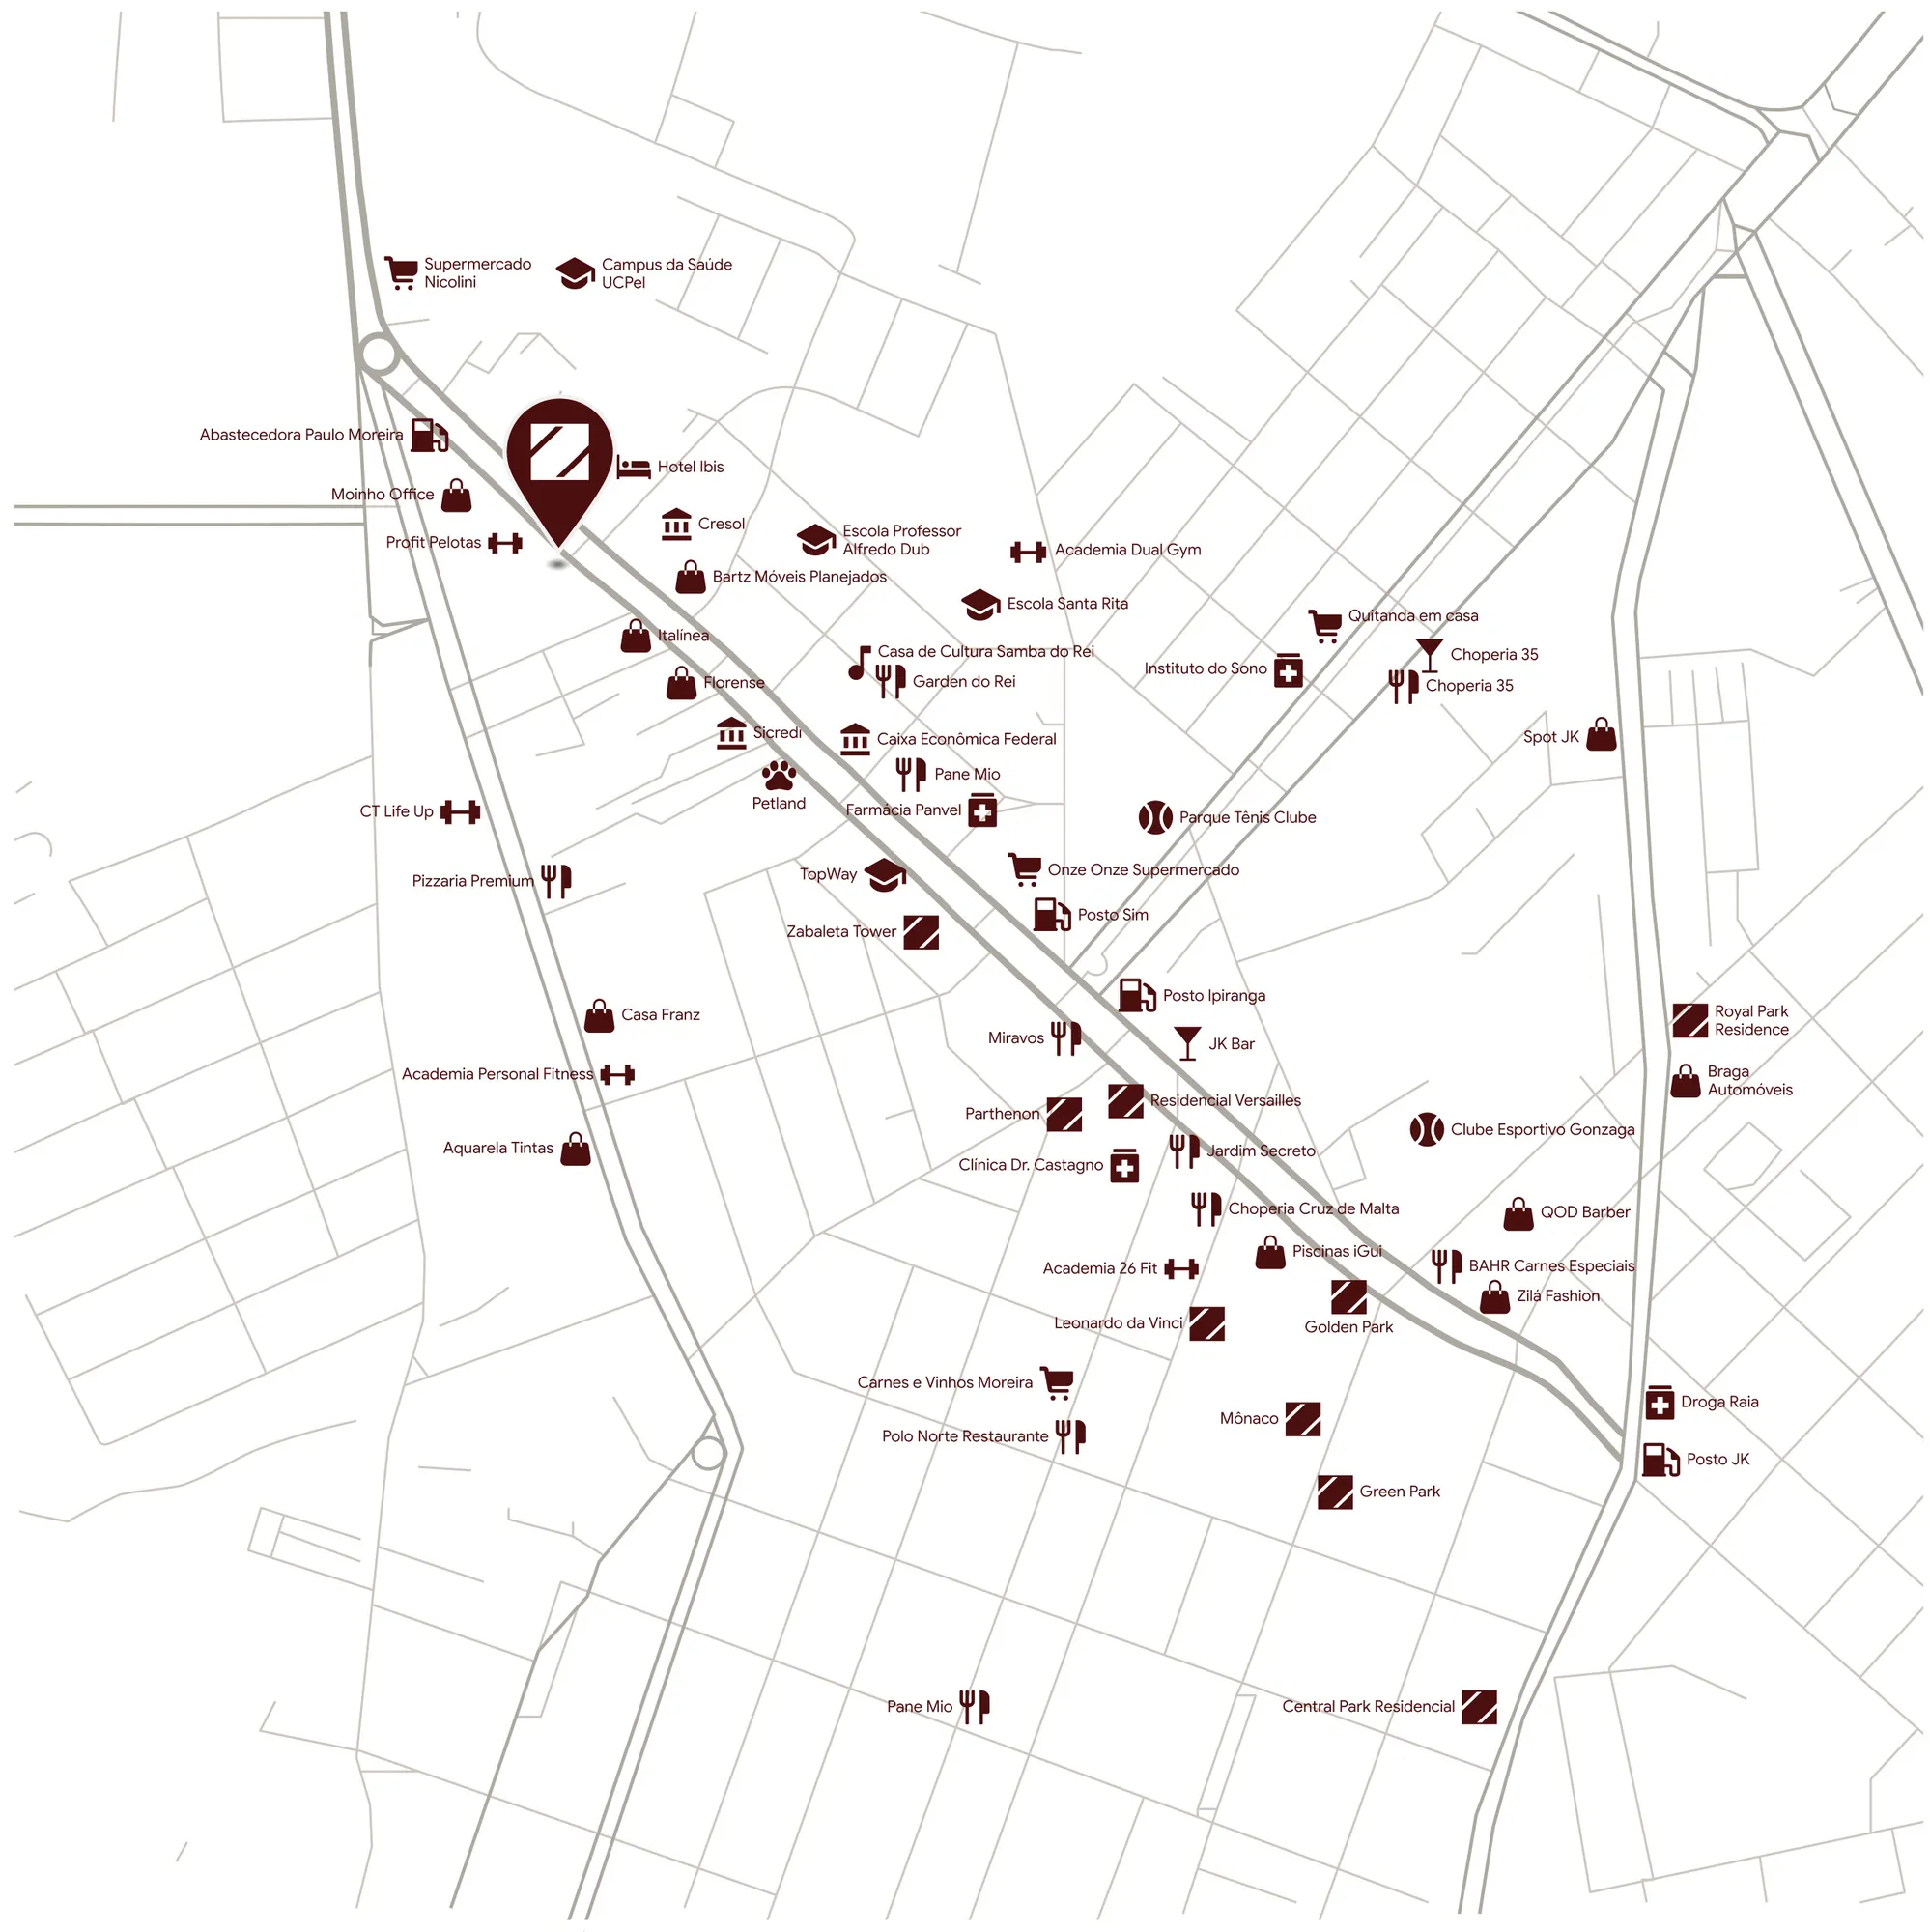 Supermercado
Nicolini
Campus da Saúde
UCPel
Abastecedora Paulo Moreira
Hotel Ibis
Moinho Office
Cresol
Profit Pelotas
Escola Professor
Alfredo Dub
Academia Dual Gym
Bartz Móveis Planejados
Escola Santa Rita
Quitanda em casa
Italínea
Casa de Cultura Samba do Rei
Choperia 35
Instituto do Sono
Garden do Rei
Florense
Choperia 35
Sicredi
Caixa Econômica Federal
Spot JK
Pane Mio
Petland
CT Life Up
Farmácia Panvel
Parque Tênis Clube
TopWay
Onze Onze Supermercado
Pizzaria Premium
Posto Sim
Zabaleta Tower
Posto Ipiranga
Casa Franz
Royal Park
Residence
Miravos
JK Bar
Academia Personal Fitness
Braga
Automóveis
Residencial Versailles
Parthenon
Clube Esportivo Gonzaga
Aquarela Tintas
Jardim Secreto
Clínica Dr. Castagno
Choperia Cruz de Malta
QOD Barber
Piscinas iGui
Academia 26 Fit
BAHR Carnes Especiais
Zilá Fashion
Leonardo da Vinci
Golden Park
Carnes e Vinhos Moreira
Droga Raia
Mônaco
Polo Norte Restaurante
Posto JK
Green Park
Pane Mio
Central Park Residencial